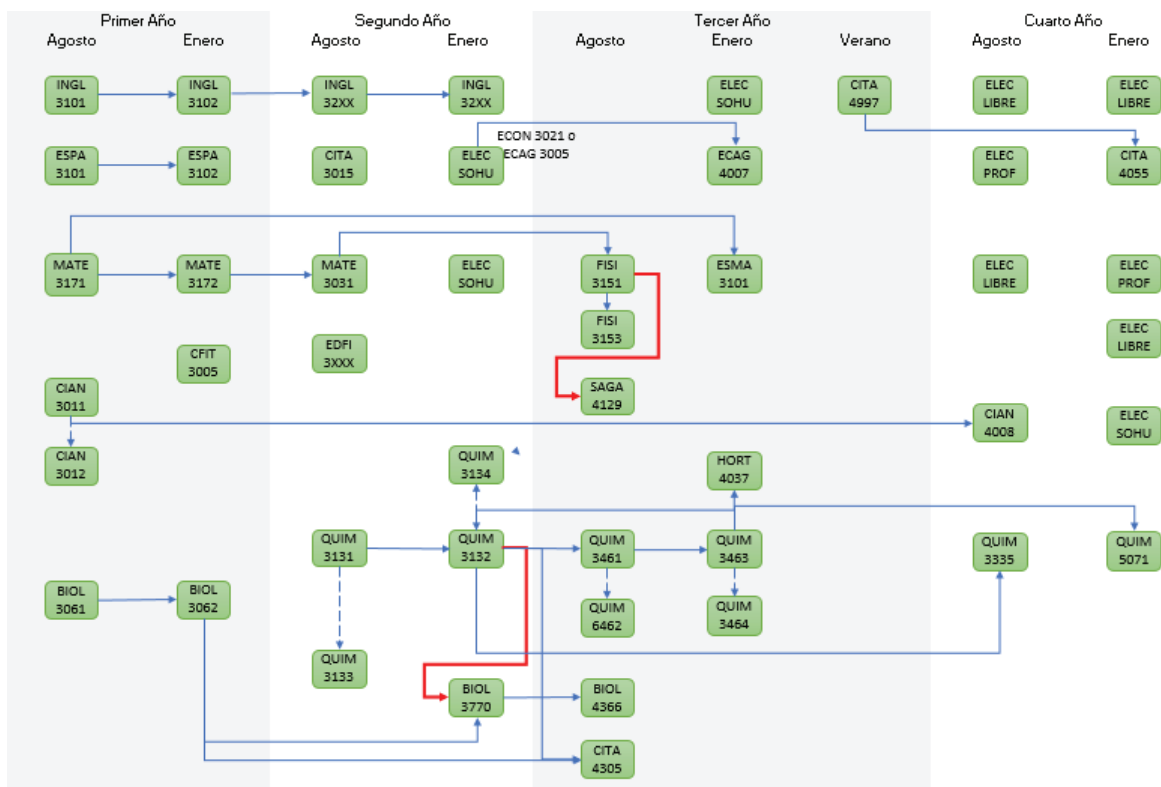 Primer Año
Segundo Año
Tercer Año
Cuarto Año
Agosto
Enero
Agosto
Enero
Agosto
Enero
Verano
Agosto
Enero
INGL
3101
INGL
3102
INGL
32XX
INGL
32XX
ELEC
SOHU
CITA
4997
ELEC
LIBRE
ELEC
LIBRE
ECON 3021 o
ECAG 3005
ESPA
3101
ESPA
3102
CITA
3015
ELEC
SOHU
ECAG
4007
ELEC
PROF
CITA
4055
MATE
3171
MATE
3172
MATE
3031
ELEC
SOHU
FISI
3151
ESMA
3101
ELEC
LIBRE
ELEC
PROF
FISI
3153
ELEC
LIBRE
CFIT
3005
EDFI
3XXX
CIAN
3011
SAGA
4129
CIAN
4008
ELEC
SOHU
CIAN
3012
QUIM
3134
HORT
4037
QUIM
3131
QUIM
3132
QUIM
3461
QUIM
3463
QUIM
3335
QUIM
5071
BIOL
3061
BIOL
3062
QUIM
6462
QUIM
3464
QUIM
3133
BIOL
3770
BIOL
4366
CITA
4305